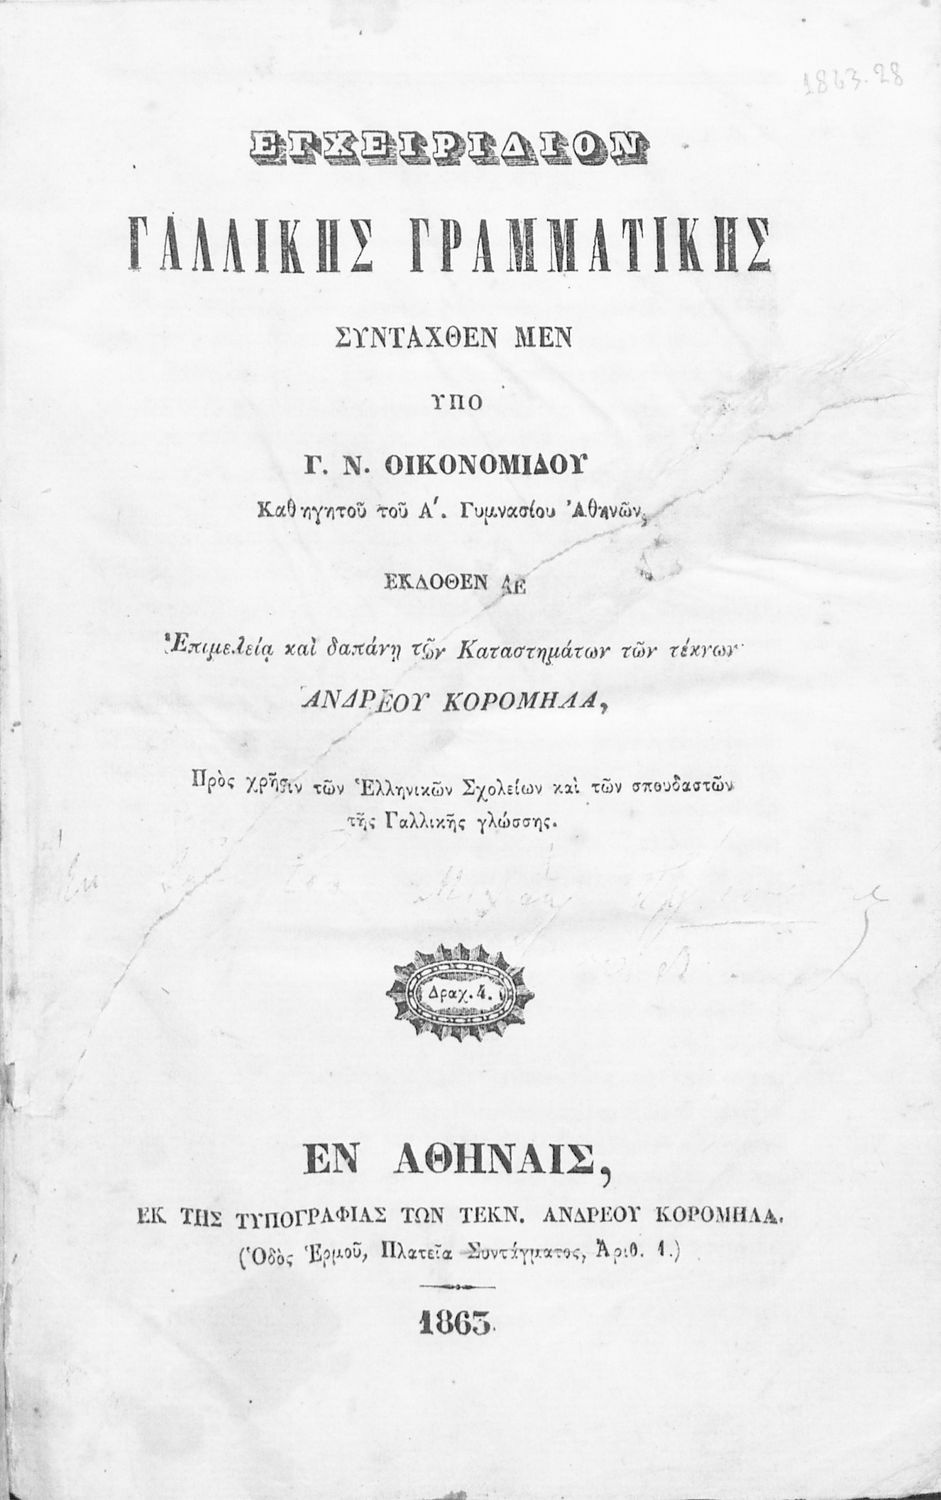 1863.28
ΕΓΧΕΙΡΙΔΙΟΝ
ΓΑΛΛΙΚΗΣ ΓΡΑΜΜΑΤΙΚΗΣ
ΣΥΝΤΑΧΘΕΝ ΜΕΝ
ΥΠΟ
Γ. Ν. ΟΙΚΟΝΟΜΙΔΟΥ
Καθηγητοῦ τοῦ Α΄. Γυμνασίου Ἀθηνῶν,
ΕΚΔΟΘΕΝ ΔΕ
Ἐπιμελείᾳ καὶ δαπάνῃ τῶν Καταστημάτων τῶν τέκνων
ΑΝΔΡΕΟΥ ΚΟΡΟΜΗΛΑ,
Πρὸς χρῆσιν τῶν Ἑλληνικῶν Σχολείων καὶ τῶν σπουδαστῶν
τῆς Γαλλικῆς γλώσσης.
Δραχ. 4.
ΕΝ ΑΘΗΝΑΙΣ,
ΕΚ ΤΗΣ ΤΥΠΟΓΡΑΦΙΑΣ ΤΩΝ ΤΕΚΝ. ΑΝΔΡΕΟΥ ΚΟΡΟΜΗΛΑ.
(Ὁδὸς Ἑρμοῦ, Πλατεῖα Συντάγματος, Ἀριθ. 1.)
1863.